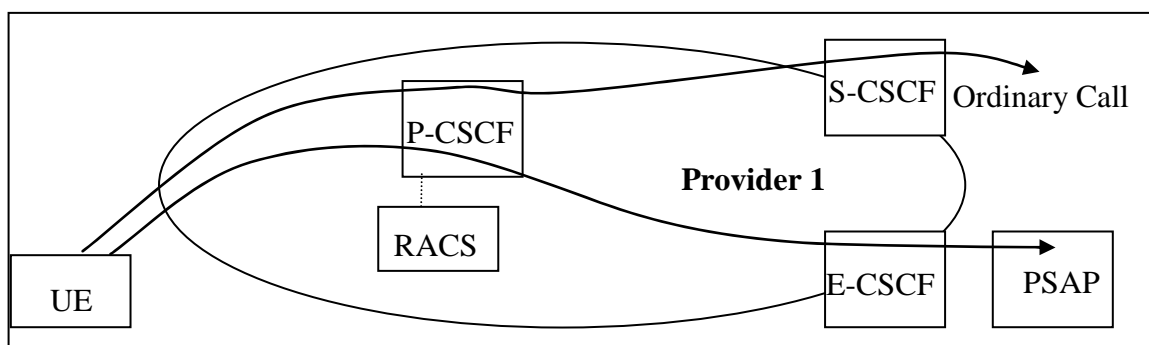 S-CSCF
Ordinary Call
P-CSCF
Provider 1
RACS
UE
E-CSCF
PSAP